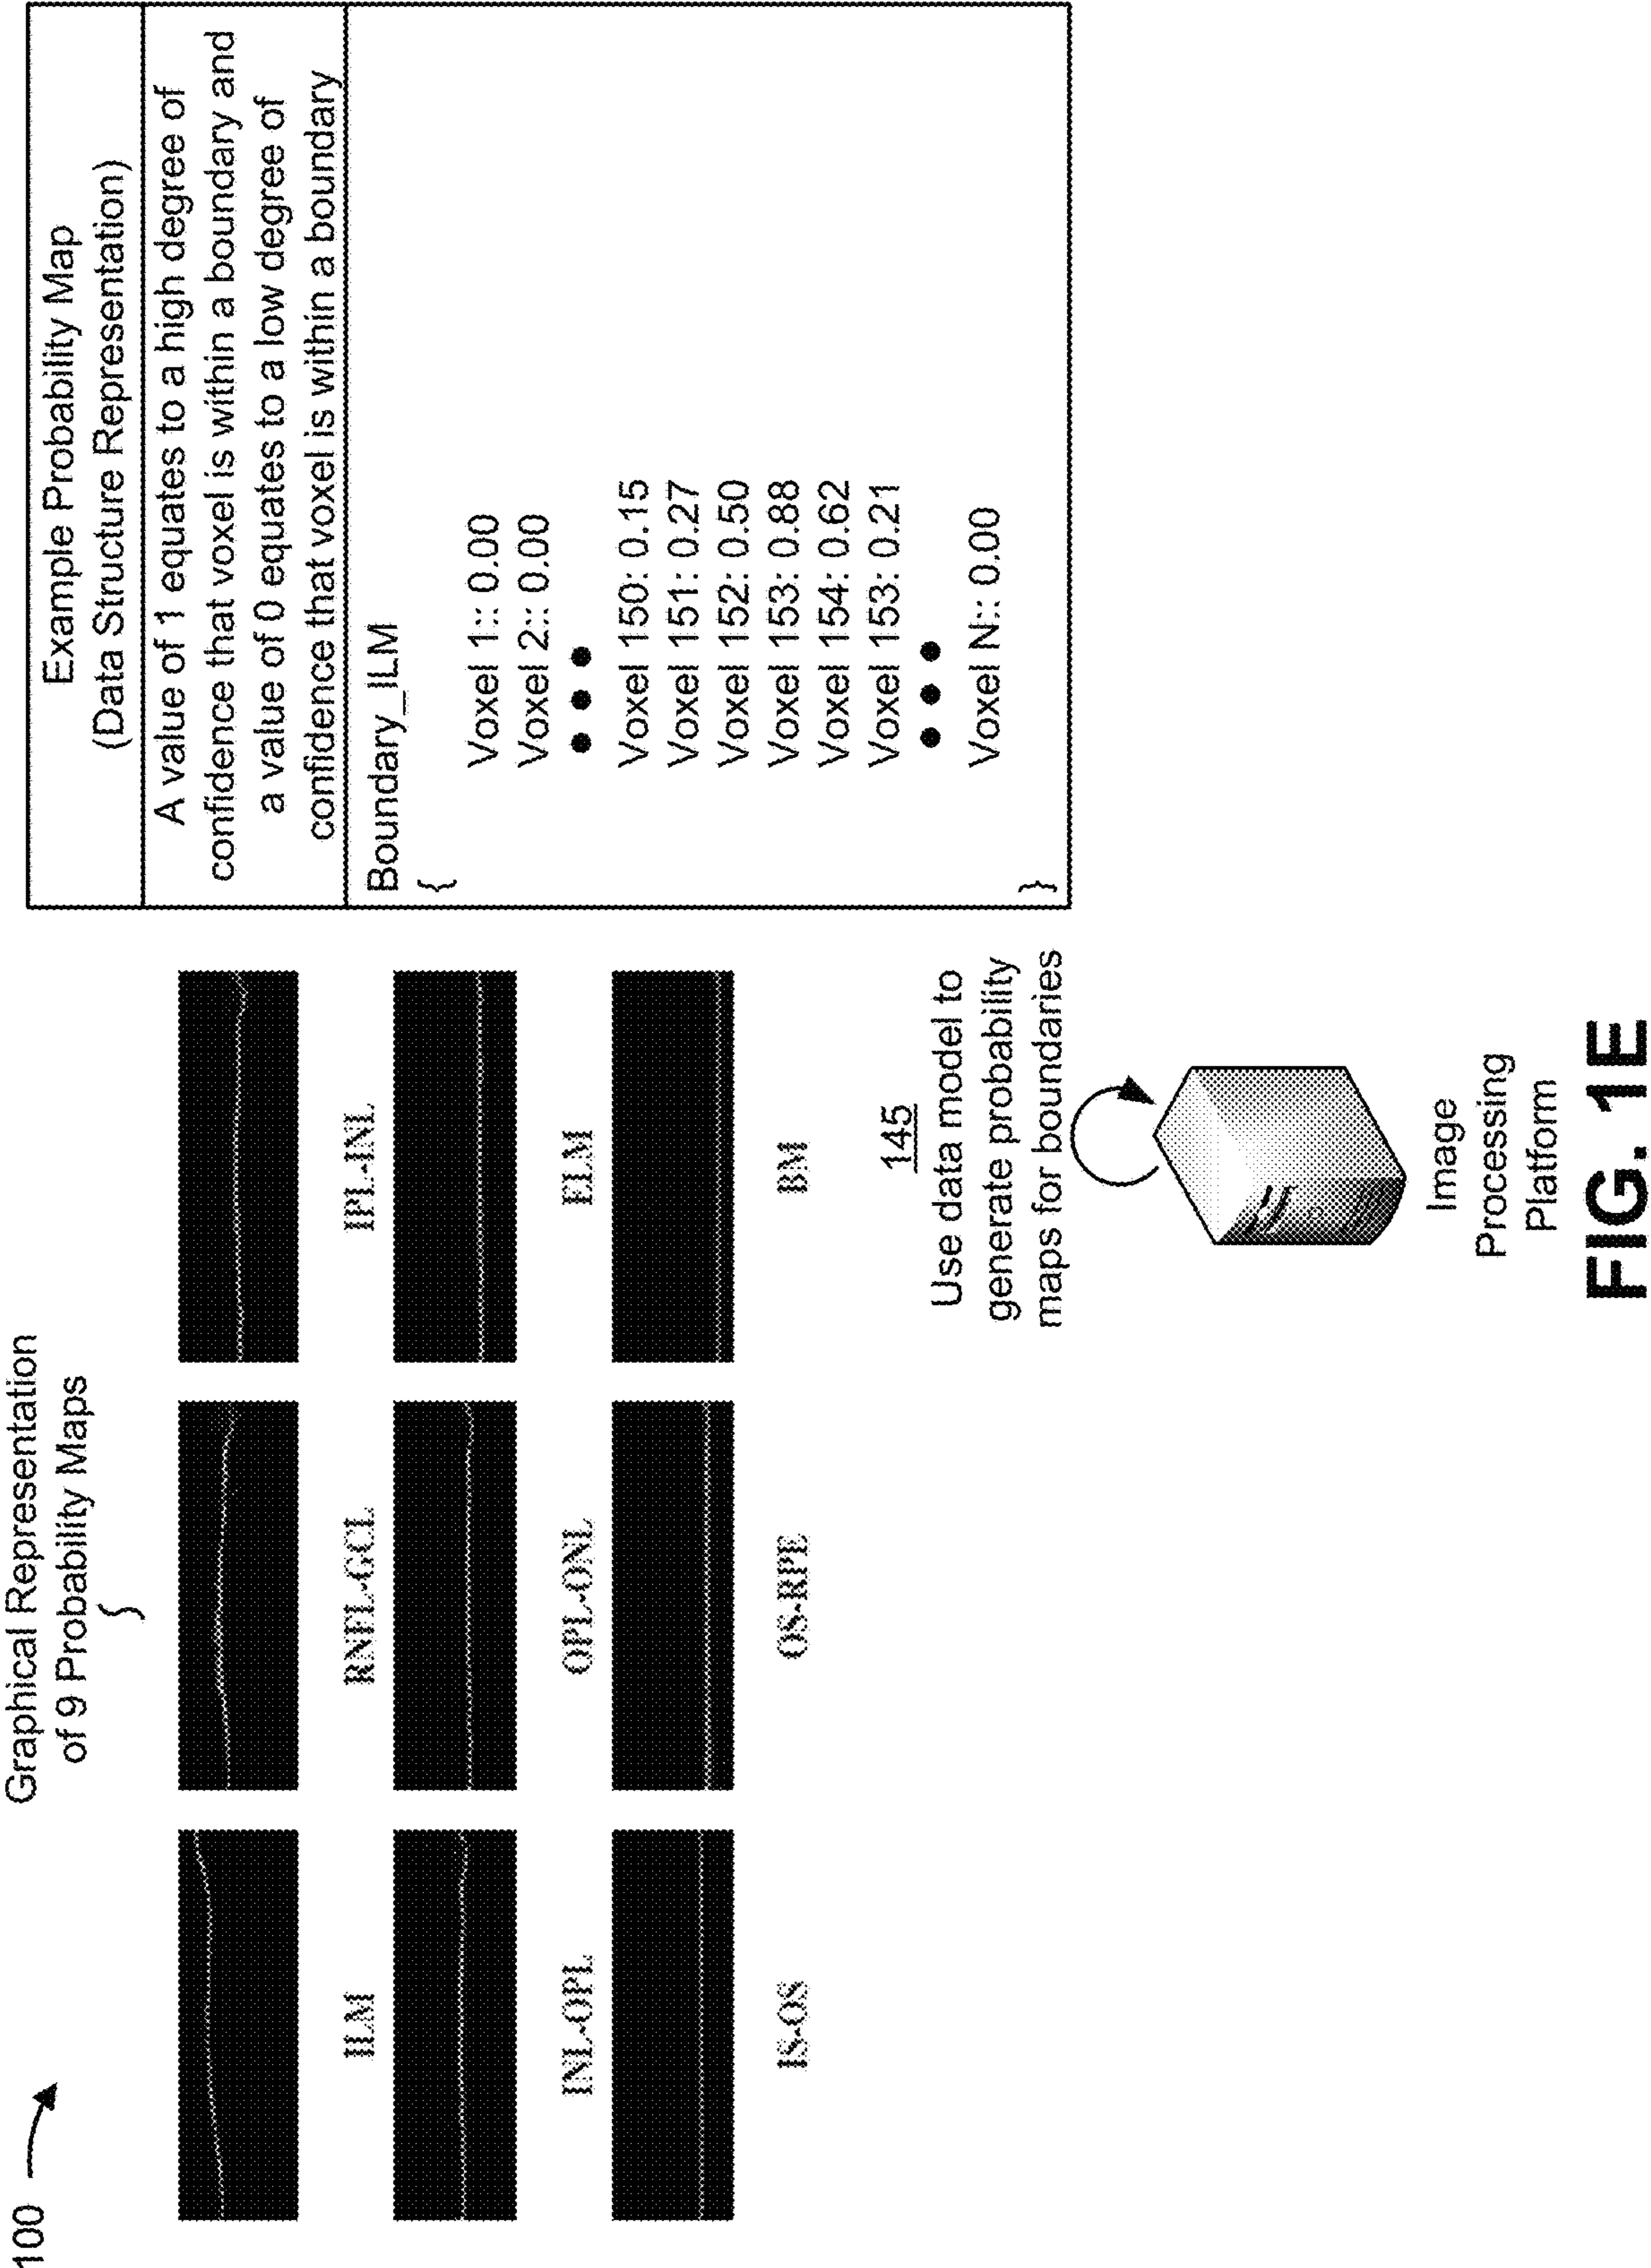 100
Graphical Representation
of 9 Probability Maps
ILM
RNFL-GCL
IPL-INL
INL-OPL
OPL-ONL
ELM
IS-OS
OS-RPE
BM
Example Probability Map
(Data Structure Representation)
A value of 1 equates to a high degree of
confidence that voxel is within a boundary and
a value of 0 equates to a low degree of
confidence that voxel is within a boundary
Boundary_ILM
{
Voxel 1:: 0.00
Voxel 2:: 0.00
● ● ●
Voxel 150: 0.15
Voxel 151: 0.27
Voxel 152: 0.50
Voxel 153: 0.88
Voxel 154: 0.62
Voxel 153: 0.21
● ● ●
Voxel N:: 0.00
}
145
Use data model to
generate probability
maps for boundaries
Image
Processing
Platform
FIG. 1E